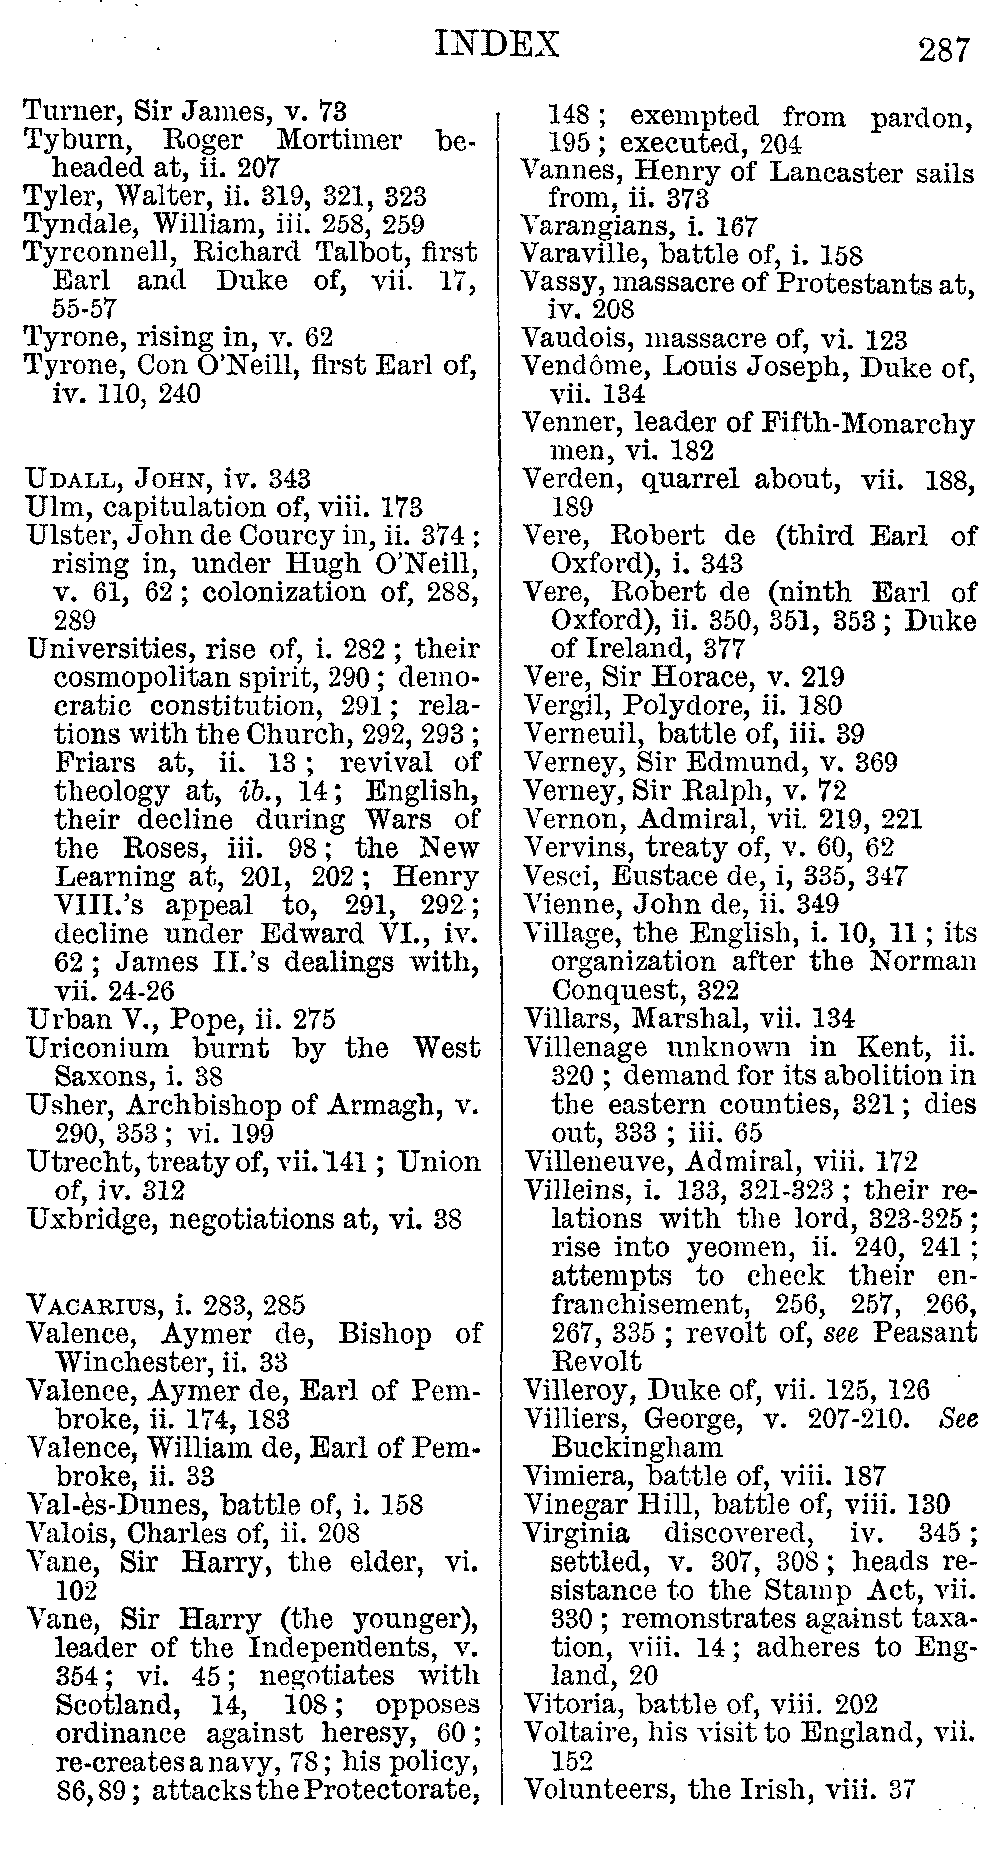 INDEX 287
Turner, Sir James, v. 73
Tyburn, Roger Mortimer be-
headed at, ii. 207
Tyler, Walter, ii. 319, 321, 323
Tyndale, William, iii. 258, 259
Tyrconnell, Richard Talbot, first
Earl and Duke of, vii. 17,
55-57
Tyrone, rising in, v. 62
Tyrone, Con O'Neill, first Earl of,
iv. 110, 240
UDALL, JOHN, iv. 343
Ulm, capitulation of, viii. 173
Ulster, John de Courcy in, ii. 374 ;
rising in, under Hugh O'Neill,
v. 61, 62 ; colonization of, 288,
289
Universities, rise of, i. 282 ; their
cosmopolitan spirit, 290 ; demo-
cratic constitution, 291 ; rela-
tions with the Church, 292, 293 ;
Friars at, ii. 13 ; revival of
theology at, ib., 14 ; English,
their decline during Wars of
the Roses, iii. 98 ; the New
Learning at, 201, 202 ; Henry
VIII.'s appeal to, 291, 292 ;
decline under Edward VI., iv.
62 ; James II.'s dealings with,
vii. 24-26
Urban V., Pope, ii. 275
Uriconium burnt by the West
Saxons, i. 38
Usher, Archbishop of Armagh, v.
290, 353 ; vi. 199
Utrecht, treaty of, vii. 141 ; Union
of, iv. 312
Uxbridge, negotiations at, vi. 38
VACARIUS, i. 283, 285
Valence, Aymer de, Bishop of
Winchester, ii. 33
Valence, Aymer de, Earl of Pem-
broke, ii. 174, 183
Valence, William de, Earl of Pem-
broke, ii. 33
Val-ès-Dunes, battle of, i. 158
Valois, Charles of, ii. 208
Vane, Sir Harry, the elder, vi.
102
Vane, Sir Harry (the younger),
leader of the Independents, v.
354 ; vi. 45 ; negotiates with
Scotland, 14, 108 ; opposes
ordinance against heresy, 60 ;
re-creates a navy, 78 ; his policy,
86, 89 ; attacks the Protectorate,
148 ; exempted from pardon,
195 ; executed, 204
Vannes, Henry of Lancaster sails
from, ii. 373
Varangians, i. 167
Varaville, battle of, i. 158
Vassy, massacre of Protestants at,
iv. 208
Vaudois, massacre of, vi. 123
Vendôme, Louis Joseph, Duke of,
vii. 134
Venner, leader of Fifth-Monarchy
men, vi. 182
Verden, quarrel about, vii. 188,
189
Vere, Robert de (third Earl of
Oxford), i. 343
Vere, Robert de (ninth Earl of
Oxford), ii. 350, 351, 353 ; Duke
of Ireland, 377
Vere, Sir Horace, v. 219
Vergil, Polydore, ii. 180
Verneuil, battle of, iii. 39
Verney, Sir Edmund, v. 369
Verney, Sir Ralph, v. 72
Vernon, Admiral, vii. 219, 221
Vervins, treaty of, v. 60, 62
Vesci, Eustace de, i, 335, 347
Vienne, John de, ii. 349
Village, the English, i. 10, 11 ; its
organization after the Norman
Conquest, 322
Villars, Marshal, vii. 134
Villenage unknown in Kent, ii.
320 ; demand for its abolition in
the eastern counties, 321 ; dies
out, 333 ; iii. 65
Villeneuve, Admiral, viii. 172
Villeins, i. 133, 321-323 ; their re-
lations with the lord, 323-325 ;
rise into yeomen, ii. 240, 241 ;
attempts to check their en-
franchisement, 256, 257, 266,
267, 335 ; revolt of, see Peasant
Revolt
Villeroy, Duke of, vii. 125, 126
Villiers, George, v. 207-210. See
Buckingham
Vimiera, battle of, viii. 187
Vinegar Hill, battle of, viii. 130
Virginia discovered, iv. 345 ;
settled, v. 307, 308 ; heads re-
sistance to the Stamp Act, vii.
330 ; remonstrates against taxa-
tion, viii. 14 ; adheres to Eng-
land, 20
Vitoria, battle of, viii. 202
Voltaire, his visit to England, vii.
152
Volunteers, the Irish, viii. 37